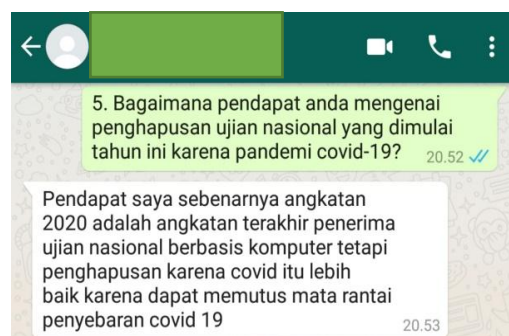 5. Bagaimana pendapat anda mengenai
penghapusan ujian nasional yang dimulai
tahun ini karena pandemi covid-19?
20.52
Pendapat saya sebenarnya angkatan
2020 adalah angkatan terakhir penerima
ujian nasional berbasis komputer tetapi
penghapusan karena covid itu lebih
baik karena dapat memutus mata rantai
penyebaran covid 19
20.53